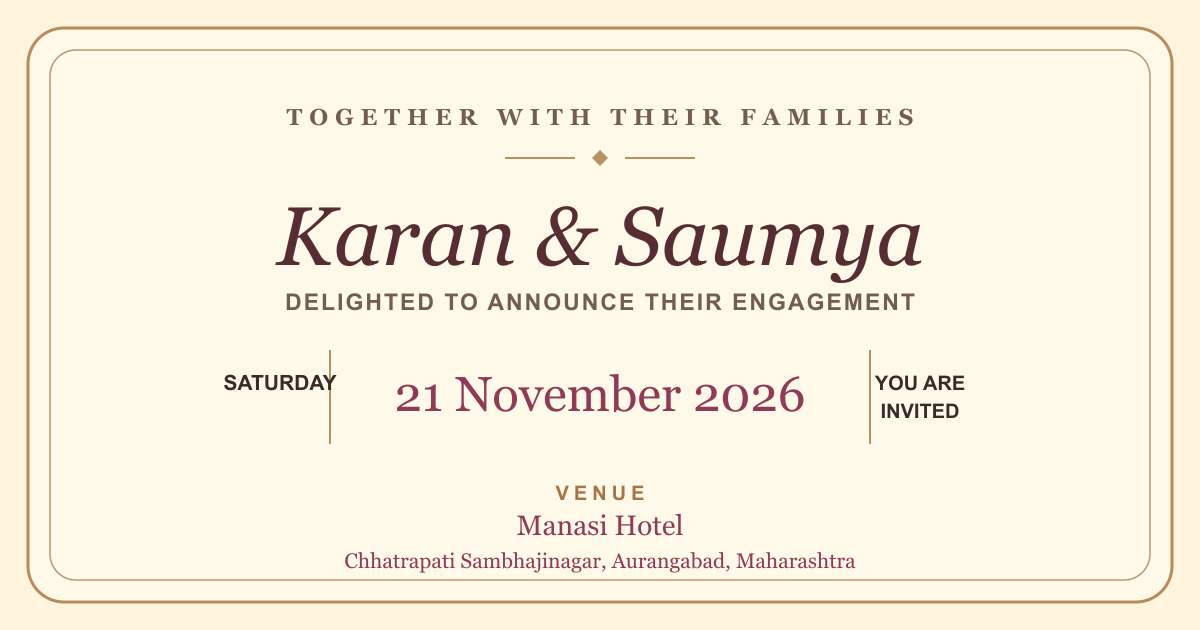 TOGETHER WITH THEIR FAMILIES
Karan & Saumya
DELIGHTED TO ANNOUNCE THEIR ENGAGEMENT
SATURDAY
21 November 2026
YOU ARE
INVITED
VENUE
Manasi Hotel
Chhatrapati Sambhajinagar, Aurangabad, Maharashtra